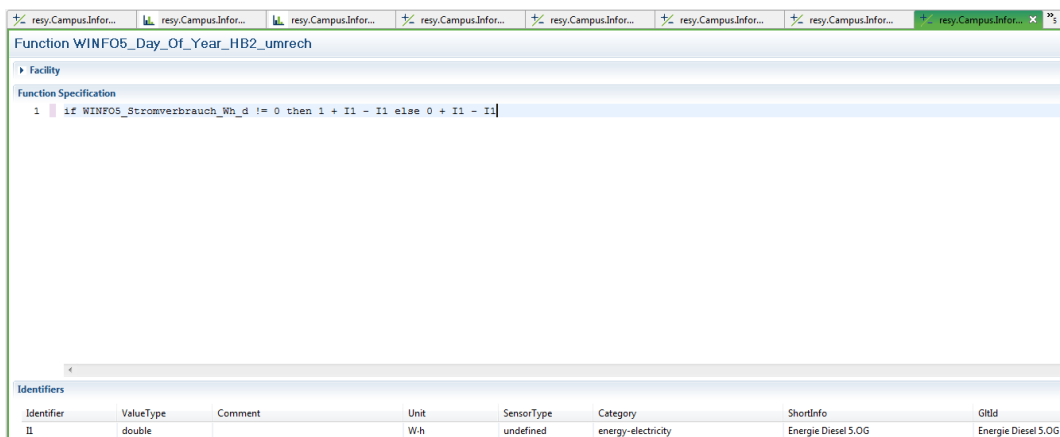 resy.Campus.Infor... resy.Campus.Infor... resy.Campus.Infor... resy.Campus.Infor... resy.Campus.Infor... resy.Campus.Infor... resy.Campus.Infor... resy.Campus.Infor... 5
Function WINFO5_Day_Of_Year_HB2_umrech
Facility
Function Specification
1 if WINFO5_Stromverbrauch_Wh_d != 0 then 1 + I1 - I1 else 0 + I1 - I1
Identifiers
Identifier ValueType Comment Unit SensorType Category ShortInfo GltId
I1 double W·h undefined energy-electricity Energie Diesel 5.OG Energie Diesel 5.OG